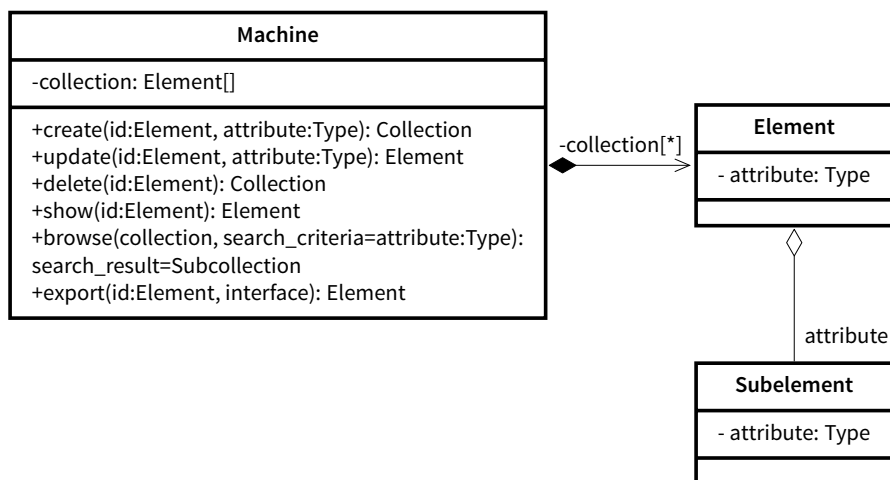 Machine
-collection: Element[]
+create(id:Element, attribute:Type): Collection
+update(id:Element, attribute:Type): Element
+delete(id:Element): Collection
+show(id:Element): Element
+browse(collection, search_criteria=attribute:Type):
search_result=Subcollection
+export(id:Element, interface): Element
-collection[*]
Element
- attribute: Type
attribute
Subelement
- attribute: Type